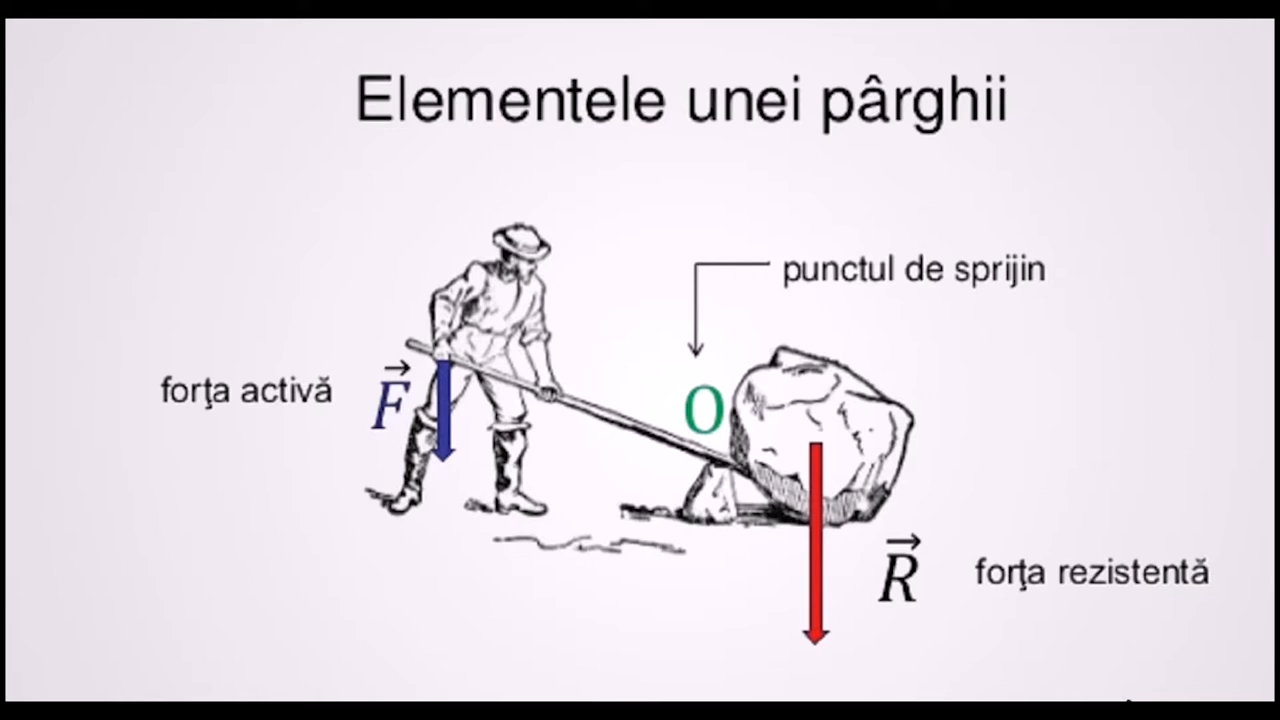 Elementele unei pârghii
punctul de sprijin
forţa activă
F
O
R
forţa rezistentă